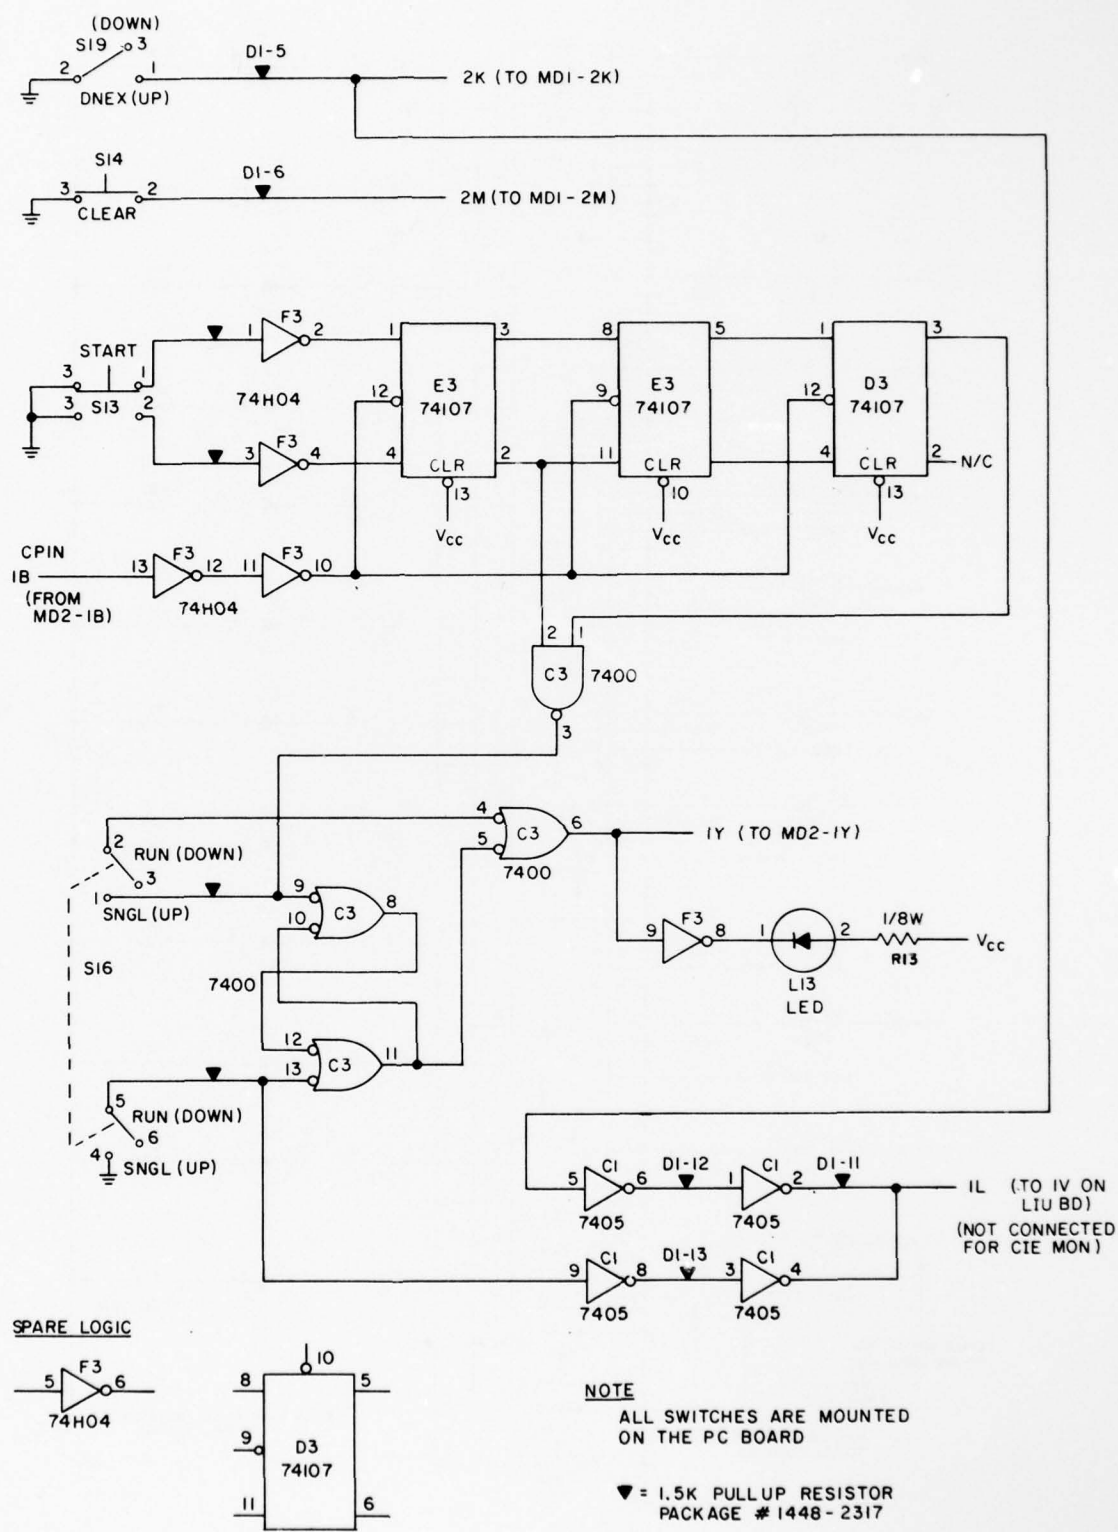 (DOWN)
S19 3
2 1
DNEX (UP)
D1-5
2K (TO MD1-2K)
S14
3 2
CLEAR
D1-6
2M (TO MD1-2M)
START
3 1
3 S13 2
1 F3 2
74H04
3 F3 4
1 3
12 E3
74107
4 CLR 2
13
VCC
8 5
9 E3
74107
11 CLR
10
VCC
1 3
12 D3
74107
4 CLR 2 N/C
13
VCC
CPIN
1B
(FROM
MD2-1B)
13 F3 12
74H04
11 F3 10
2 1
C3 7400
3
4
5 C3 6
7400
1Y (TO MD2-1Y)
2
RUN (DOWN)
3
1
SNGL (UP)
S16
9
10 C3 8
7400
12
13 C3 11
5
RUN (DOWN)
6
4
SNGL (UP)
9 F3 8
1 2
L13
LED
1/8W
R13
VCC
5 C1 6
7405
D1-12
1 C1 2
7405
D1-11
1L (TO 1V ON
LIU BD)
(NOT CONNECTED
FOR CIE MON)
9 C1 8
7405
D1-13
3 C1 4
7405
SPARE LOGIC
5 F3 6
74H04
10
8 5
9 D3
74107
11 6
NOTE
ALL SWITCHES ARE MOUNTED
ON THE PC BOARD
= 1.5K PULLUP RESISTOR
PACKAGE # 1448-2317